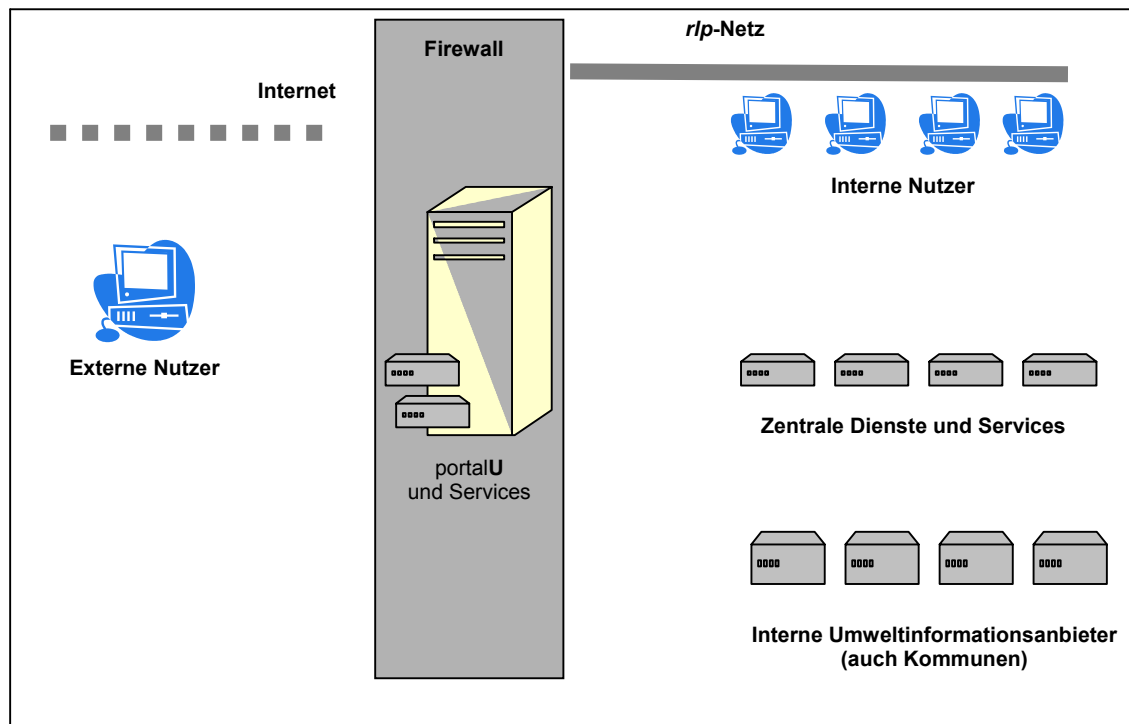 rlp-Netz
Firewall
Internet
Interne Nutzer
Externe Nutzer
Zentrale Dienste und Services
portalU
und Services
Interne Umweltinformationsanbieter
(auch Kommunen)